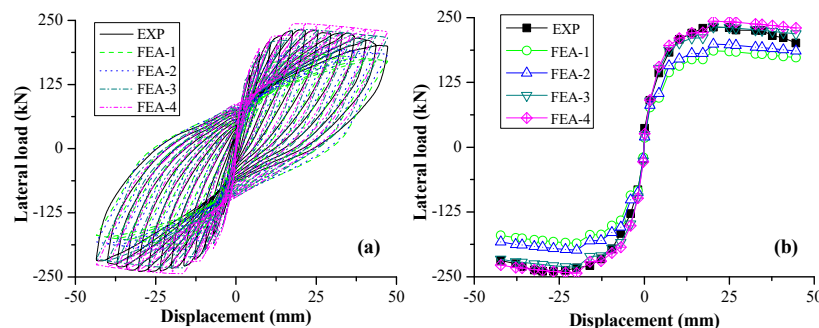 250
125
0
-125
-250
Lateral load (kN)
EXP
FEA-1
FEA-2
FEA-3
FEA-4
(a)
-50
-25
0
25
50
Displacement (mm)
250
125
0
-125
-250
Lateral load (kN)
EXP
FEA-1
FEA-2
FEA-3
FEA-4
(b)
-50
-25
0
25
50
Displacement (mm)